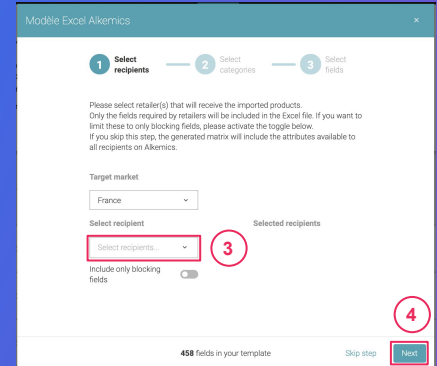 Modèle Excel Alkemics ×
1 Select recipients
2 Select categories
3 Select fields
Please select retailer(s) that will receive the imported products.
Only the fields required by retailers will be included in the Excel file. If you want to
limit these to only blocking fields, please activate the toggle below.
If you skip this step, the generated matrix will include the attributes available to
all recipients on Alkemics.
Target market
France
Select recipient Selected recipients
Select recipients... 3
Include only blocking
fields
4
458 fields in your template Skip step Next